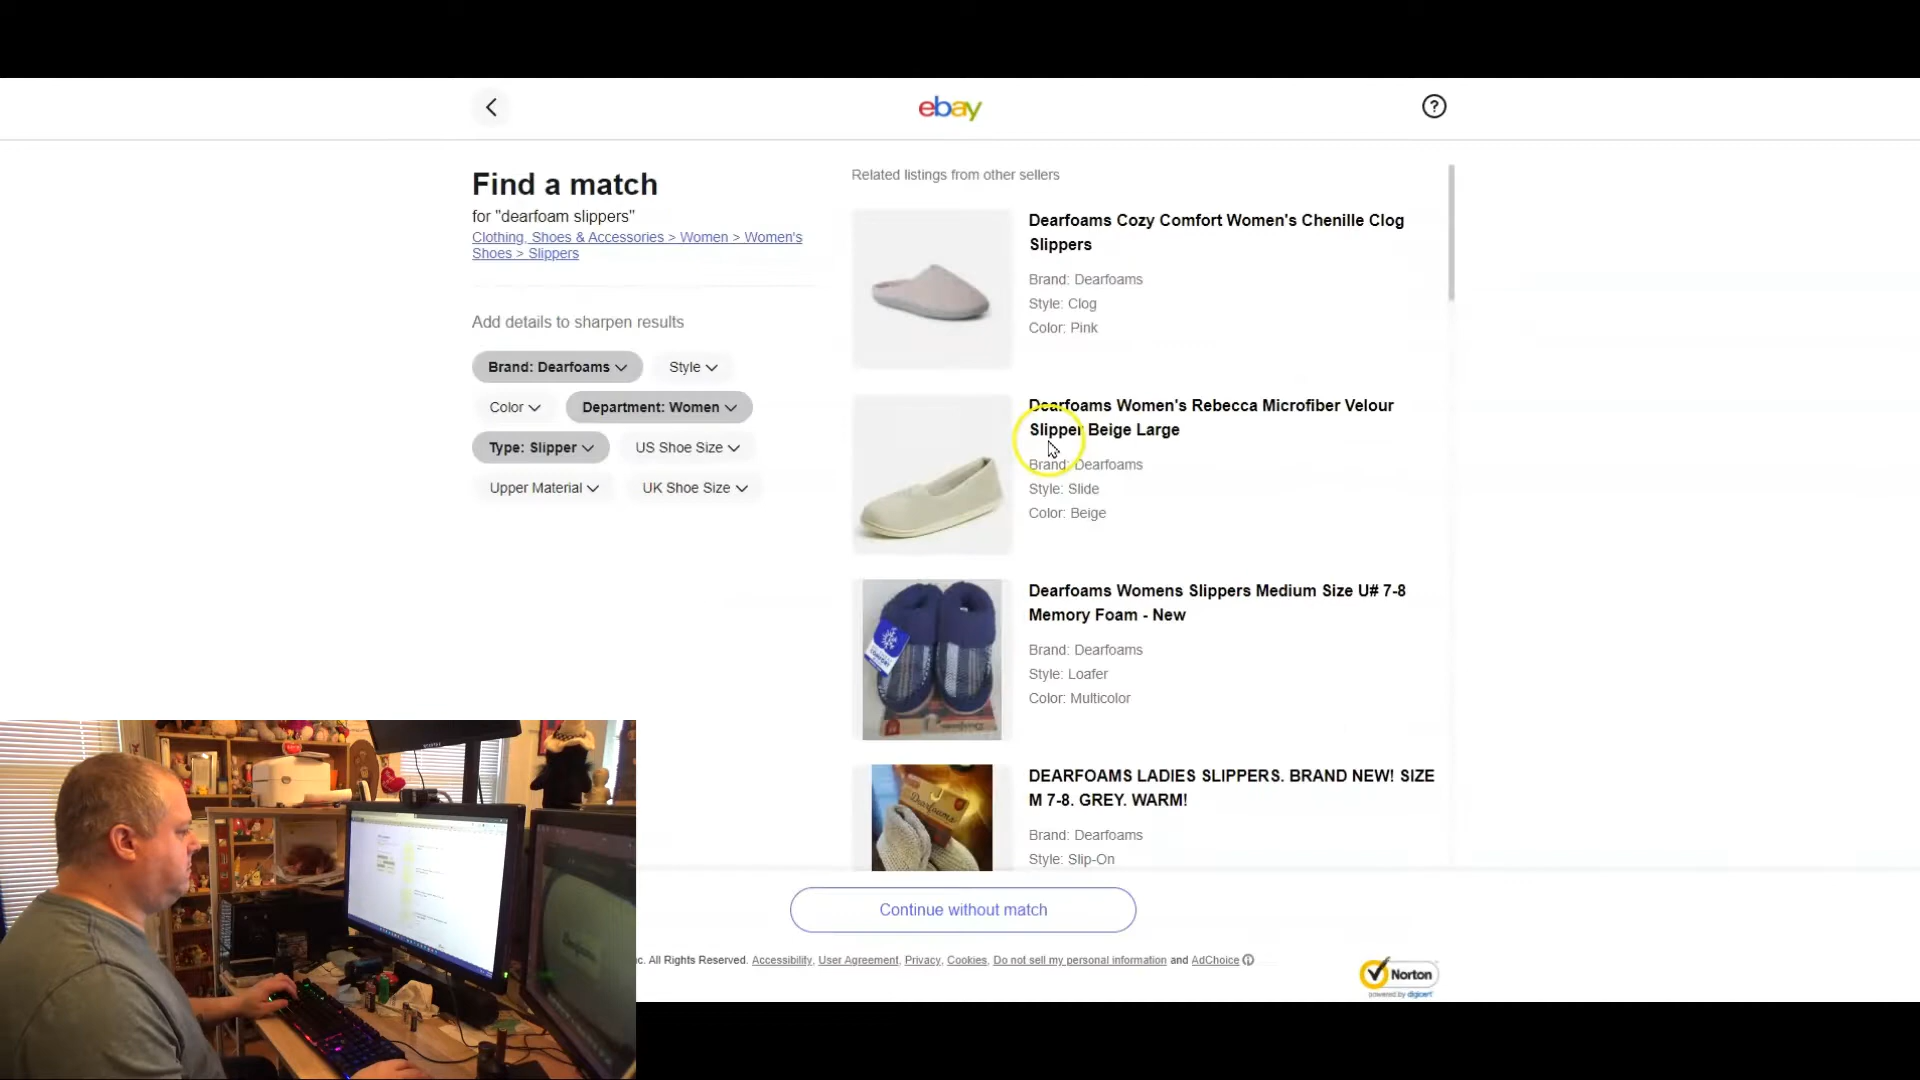 ebay
Find a match
for "dearfoam slippers"
Clothing, Shoes & Accessories > Women > Women's
Shoes > Slippers
Add details to sharpen results
Brand: Dearfoams
Style
Color
Department: Women
Type: Slipper
US Shoe Size
Upper Material
UK Shoe Size
Related listings from other sellers
Dearfoams Cozy Comfort Women's Chenille Clog
Slippers
Brand: Dearfoams
Style: Clog
Color: Pink
Dearfoams Women's Rebecca Microfiber Velour
Slipper Beige Large
Brand: Dearfoams
Style: Slide
Color: Beige
Dearfoams Womens Slippers Medium Size U# 7-8
Memory Foam - New
Brand: Dearfoams
Style: Loafer
Color: Multicolor
DEARFOAMS LADIES SLIPPERS. BRAND NEW! SIZE
M 7-8. GREY. WARM!
Brand: Dearfoams
Style: Slip-On
Dearfoams
Continue without match
c. All Rights Reserved. Accessibility, User Agreement, Privacy, Cookies, Do not sell my personal information and AdChoice
Norton
powered by digicert